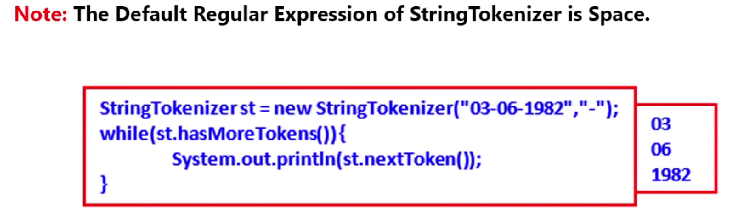 Note: The Default Regular Expression of StringTokenizer is Space.
StringTokenizer st = new StringTokenizer("03-06-1982","-");
while(st.hasMoreTokens()){
System.out.println(st.nextToken());
}
03
06
1982